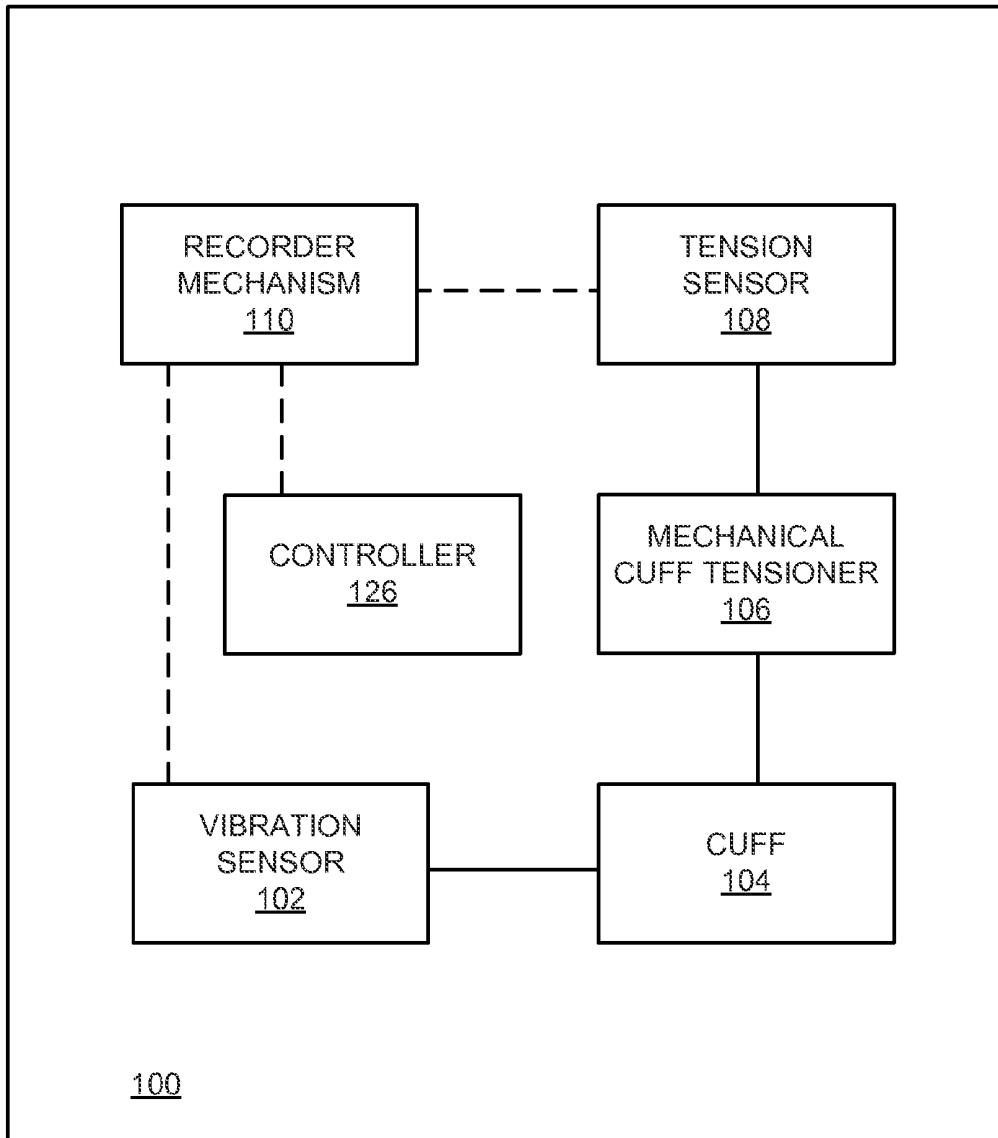 RECORDER
MECHANISM
110
TENSION
SENSOR
108
CONTROLLER
126
MECHANICAL
CUFF TENSIONER
106
VIBRATION
SENSOR
102
CUFF
104
100